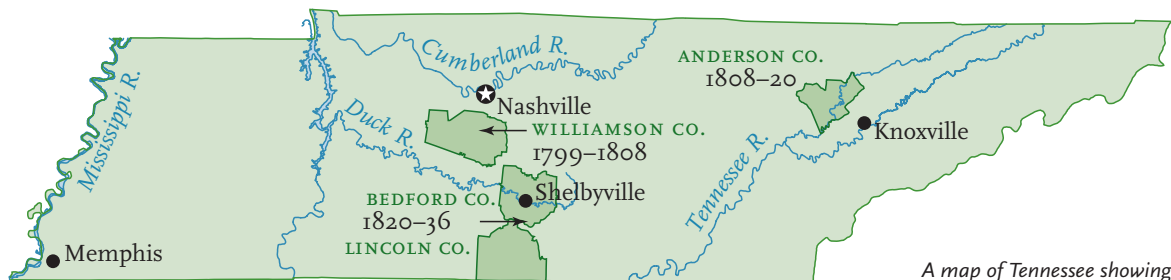 Mississippi R.
Memphis
Cumberland R.
Nashville
Duck R.
WILLIAMSON CO.
1799–1808
BEDFORD CO.
1820–36
LINCOLN CO.
Shelbyville
ANDERSON CO.
1808–20
Knoxville
Tennessee R.
A map of Tennessee showing